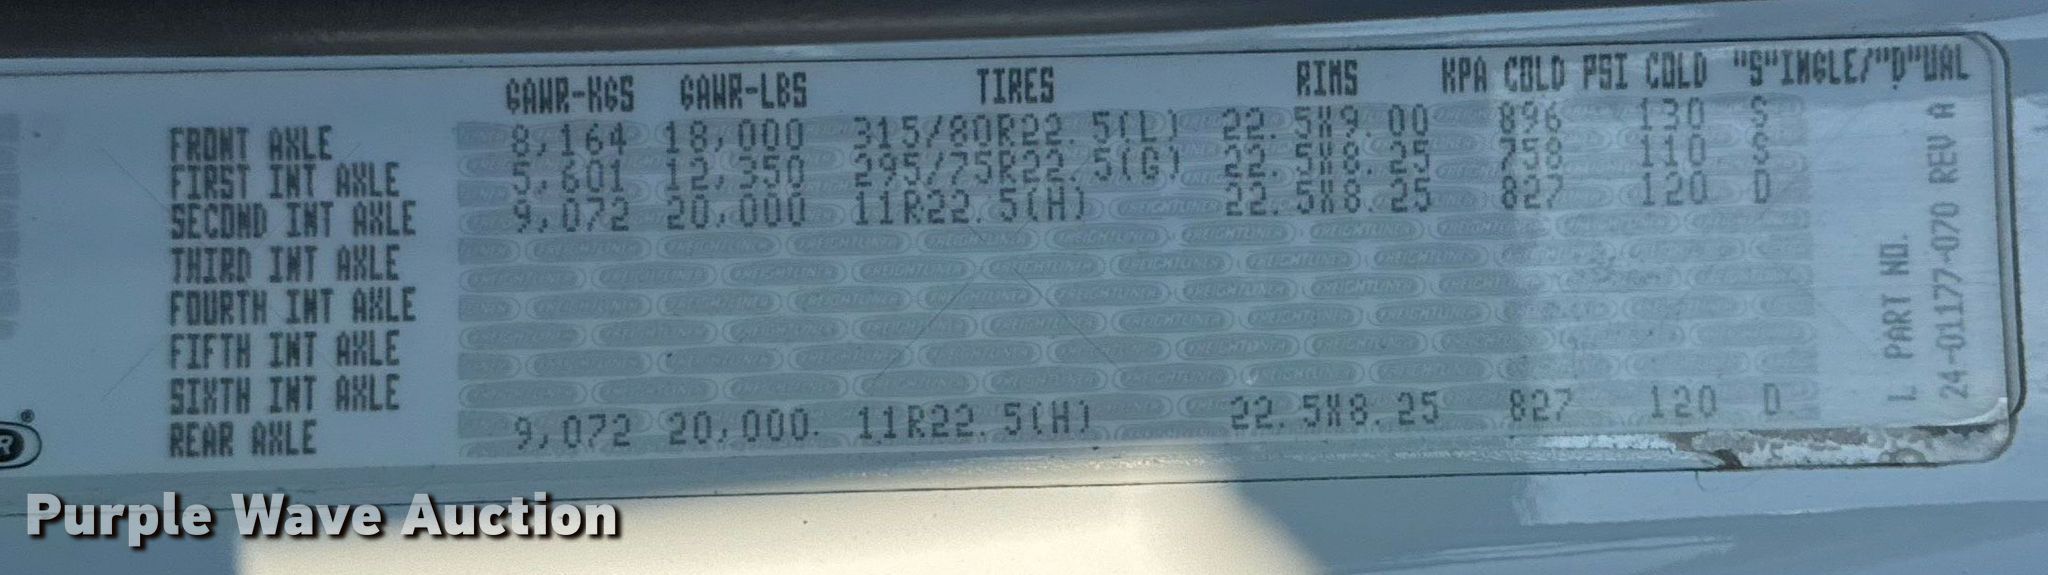 GAWR-KGS GAWR-LBS TIRES RIMS KPA COLD PSI COLD "S"INGLE/"D"UAL
FRONT AXLE 8,164 18,000 315/80R22.5(L) 22.5X9.00 896 130 S
FIRST INT AXLE 5,601 12,350 295/75R22.5(G) 22.5X8.25 758 110 S
SECOND INT AXLE 9,072 20,000 11R22.5(H) 22.5X8.25 827 120 D
THIRD INT AXLE
FOURTH INT AXLE
FIFTH INT AXLE
SIXTH INT AXLE
REAR AXLE 9,072 20,000. 11R22.5(H) 22.5X8.25 827 120 D
PART NO.
24-01177-070 REV A
FREIGHTLINER
Purple Wave Auction